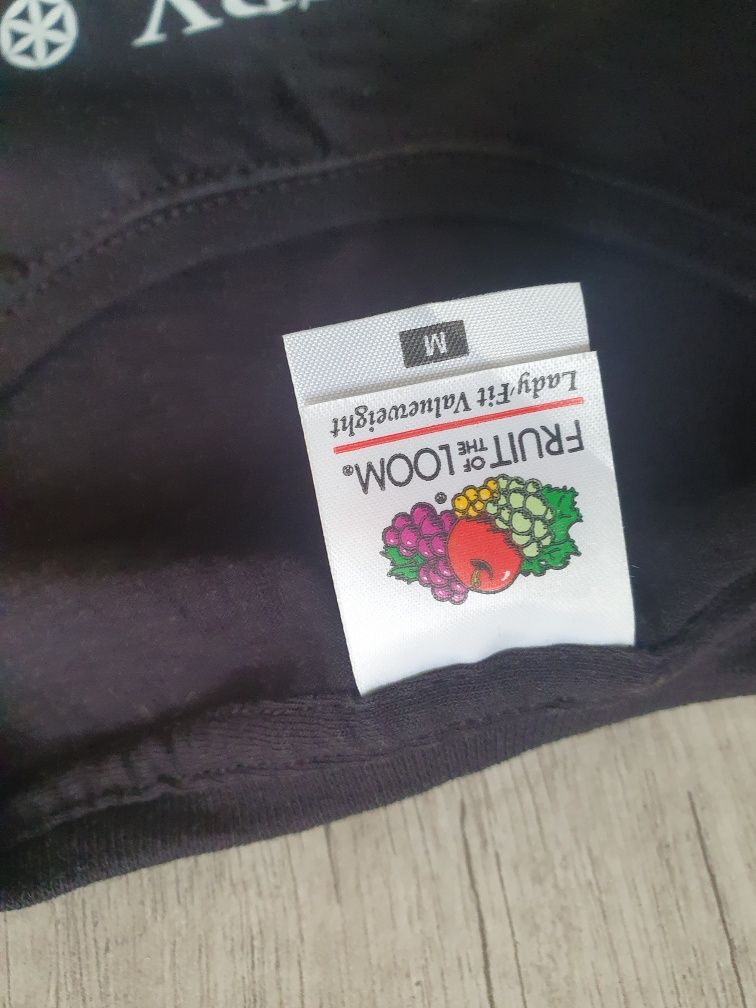 FRUIT OF THE LOOM®
Lady-Fit Valueweight
M